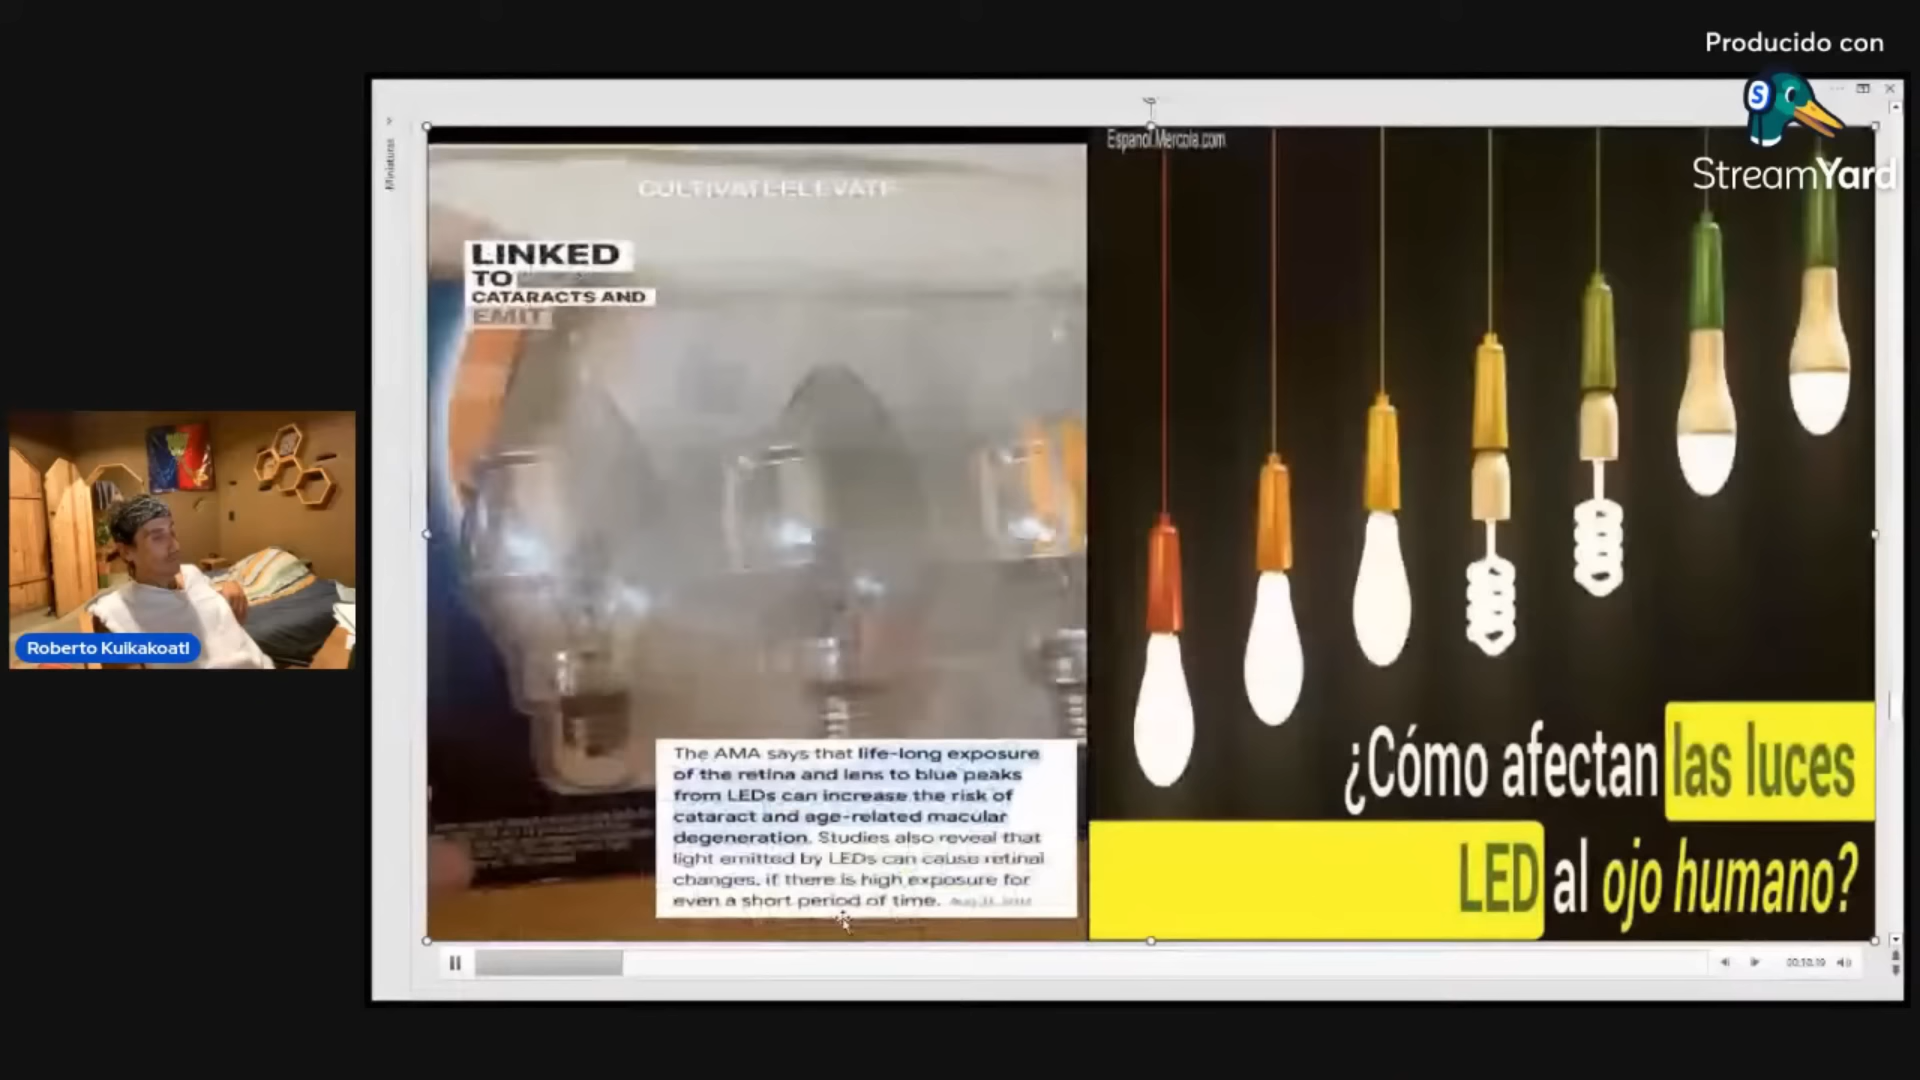 Producido con
StreamYard
Miniaturas
Espanol.Mercola.com
CULTIVATE ELEVATE
LINKED
TO
CATARACTS AND
EMIT
The AMA says that life-long exposure
of the retina and lens to blue peaks
from LEDs can increase the risk of
cataract and age-related macular
degeneration. Studies also reveal that
light emitted by LEDs can cause retinal
changes, if there is high exposure for
even a short period of time.
¿Cómo afectan las luces
LED al ojo humano?
Roberto Kuikakoatl